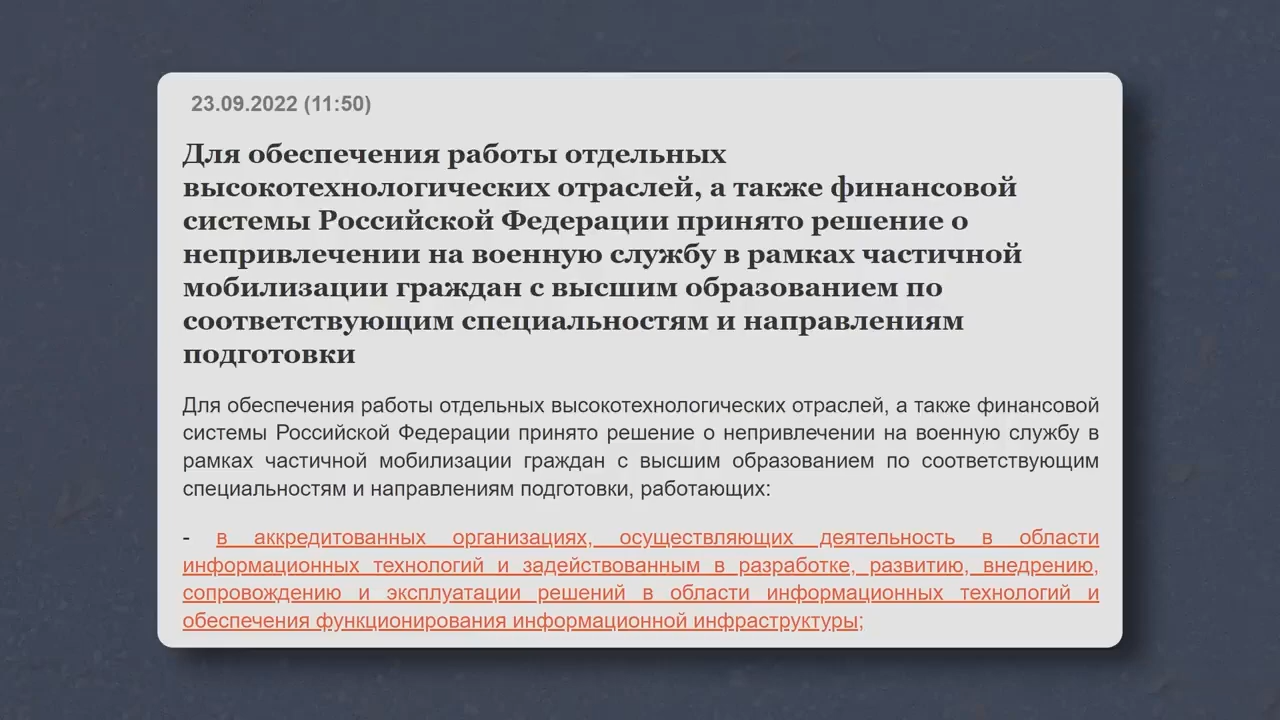 23.09.2022 (11:50)
Для обеспечения работы отдельных
высокотехнологических отраслей, а также финансовой
системы Российской Федерации принято решение о
непривлечении на военную службу в рамках частичной
мобилизации граждан с высшим образованием по
соответствующим специальностям и направлениям
подготовки
Для обеспечения работы отдельных высокотехнологических отраслей, а также финансовой
системы Российской Федерации принято решение о непривлечении на военную службу в
рамках частичной мобилизации граждан с высшим образованием по соответствующим
специальностям и направлениям подготовки, работающих:
- в аккредитованных организациях, осуществляющих деятельность в области
информационных технологий и задействованным в разработке, развитию, внедрению,
сопровождению и эксплуатации решений в области информационных технологий и
обеспечения функционирования информационной инфраструктуры;